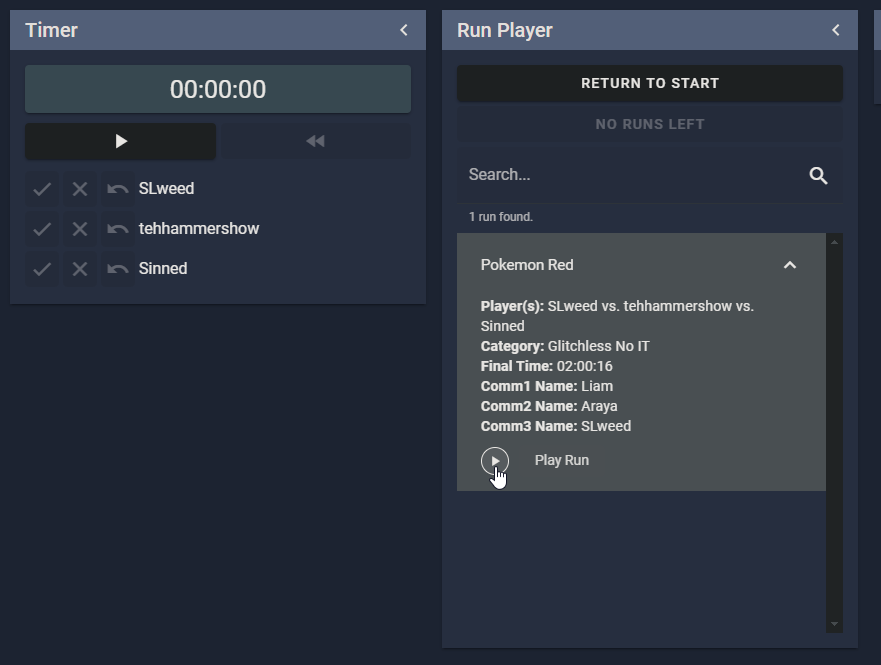 Timer
00:00:00
SLweed
tehhammershow
Sinned
Run Player
RETURN TO START
NO RUNS LEFT
Search...
1 run found.
Pokemon Red
Player(s): SLweed vs. tehhammershow vs.
Sinned
Category: Glitchless No IT
Final Time: 02:00:16
Comm1 Name: Liam
Comm2 Name: Araya
Comm3 Name: SLweed
Play Run